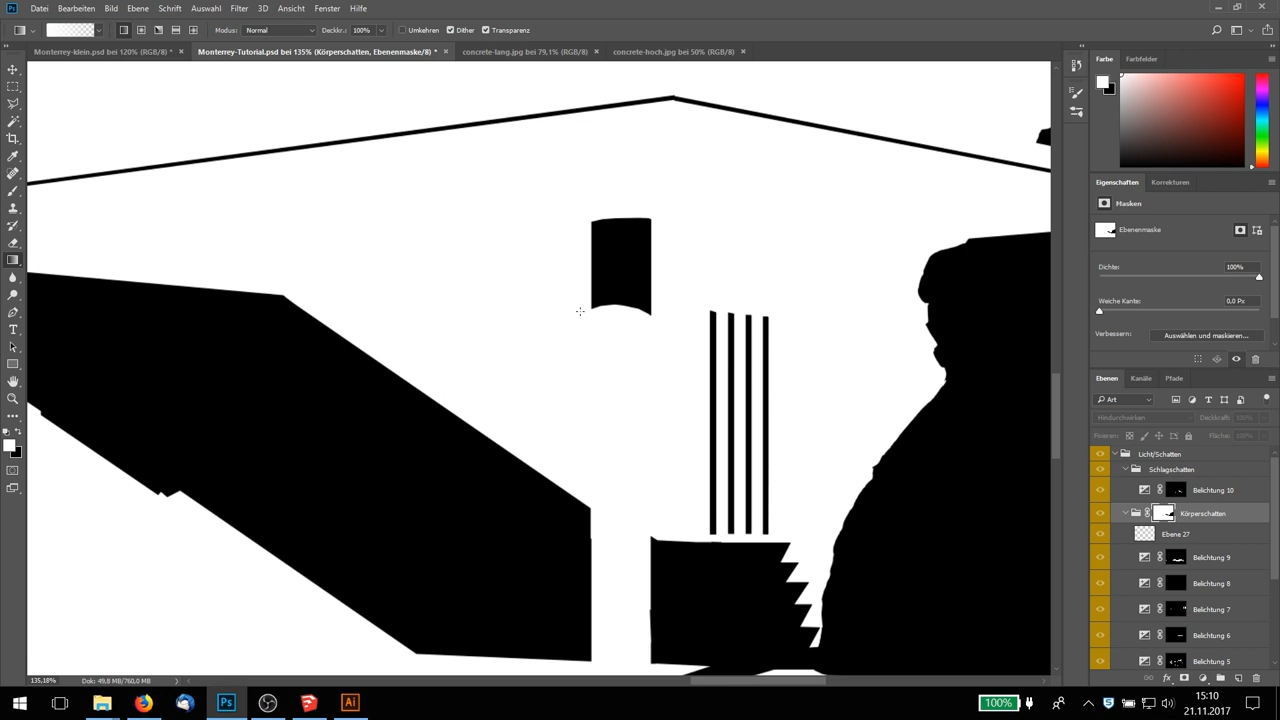 Ps Datei Bearbeiten Bild Ebene Schrift Auswahl Filter 3D Ansicht Fenster Hilfe
Modus: Normal Deckkr.: 100% Umkehren Dither Transparenz
Monterrey-klein.psd bei 120% (RGB/8) * × Monterrey-Tutorial.psd bei 135% (Körperschatten, Ebenenmaske/8) * × concrete-lang.jpg bei 79,1% (RGB/8) × concrete-hoch.jpg bei 50% (RGB/8) ×
Farbe Farbfelder
Eigenschaften Korrekturen
Masken
Ebenenmaske
Dichte: 100%
Weiche Kante: 0,0 Px
Verbessern: Auswählen und maskieren...
Ebenen Kanäle Pfade
Art
Hindurchwirken Deckkraft: 100%
Fixieren: Fläche: 100%
Licht/Schatten
Schlagschatten
Belichtung 10
Körperschatten
Ebene 27
Belichtung 9
Belichtung 8
Belichtung 7
Belichtung 6
Belichtung 5
135,18% Dok: 49,8 MB/760,0 MB
Ps Ai 100% 15:10
21.11.2017